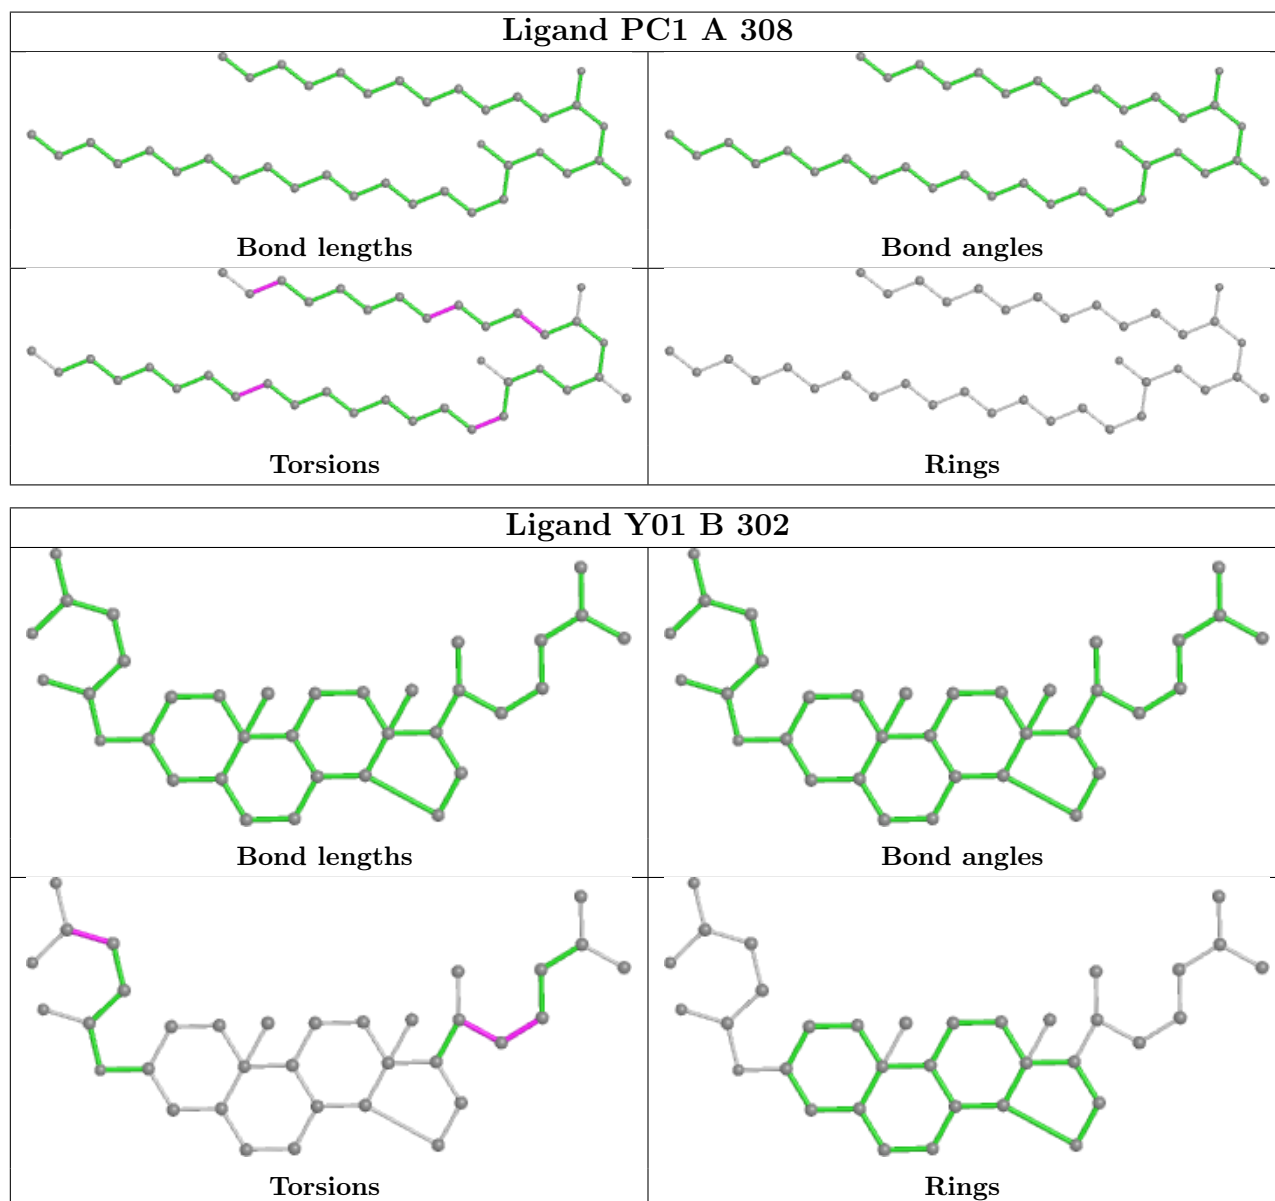 Ligand PC1 A 308
Bond lengths
Bond angles
Torsions
Rings
Ligand Y01 B 302
Bond lengths
Bond angles
Torsions
Rings